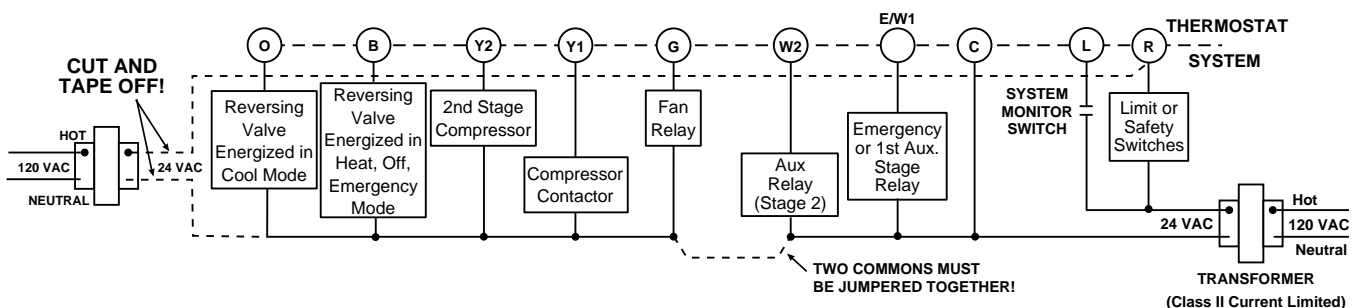 E/W1
O B Y2 Y1 G W2 C L R
THERMOSTAT
SYSTEM
CUT AND
TAPE OFF!
HOT
120 VAC
24 VAC
NEUTRAL
Reversing
Valve
Energized in
Cool Mode
Reversing
Valve
Energized in
Heat, Off,
Emergency
Mode
2nd Stage
Compressor
Compressor
Contactor
Fan
Relay
Aux
Relay
(Stage 2)
Emergency
or 1st Aux.
Stage
Relay
SYSTEM
MONITOR
SWITCH
Limit or
Safety
Switches
TWO COMMONS MUST
BE JUMPERED TOGETHER!
24 VAC
Hot
120 VAC
Neutral
TRANSFORMER
(Class II Current Limited)